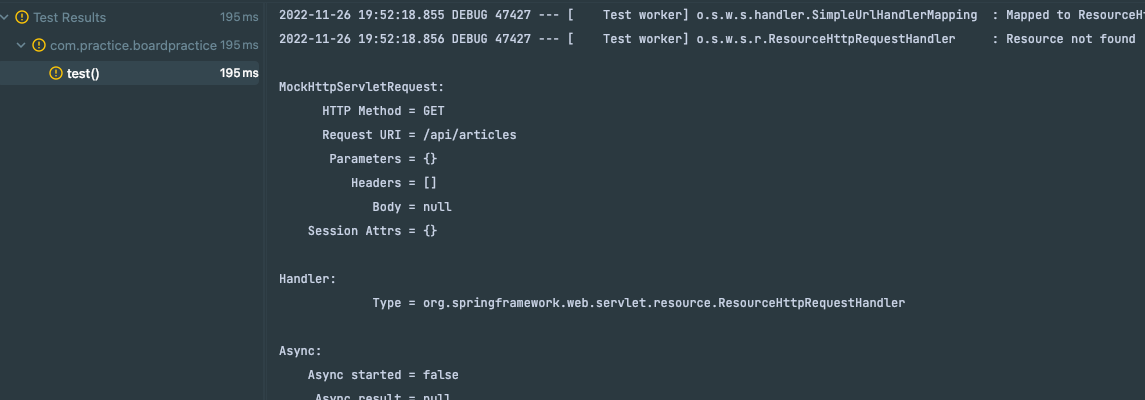 Test Results 195 ms
com.practice.boardpractice 195 ms
test() 195 ms
2022-11-26 19:52:18.855 DEBUG 47427 --- [    Test worker] o.s.w.s.handler.SimpleUrlHandlerMapping  : Mapped to ResourceH
2022-11-26 19:52:18.856 DEBUG 47427 --- [    Test worker] o.s.w.s.r.ResourceHttpRequestHandler     : Resource not found
MockHttpServletRequest:
HTTP Method = GET
Request URI = /api/articles
Parameters = {}
Headers = []
Body = null
Session Attrs = {}
Handler:
Type = org.springframework.web.servlet.resource.ResourceHttpRequestHandler
Async:
Async started = false
Async result = null